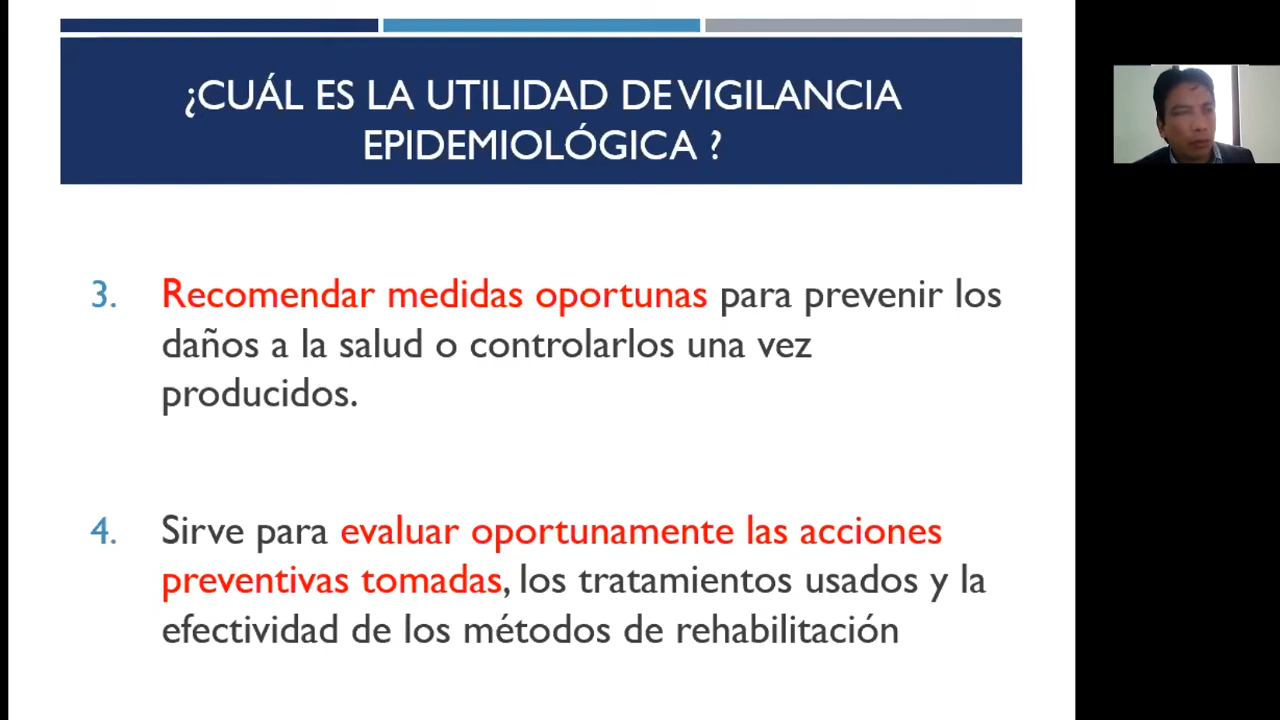 ¿CUÁL ES LA UTILIDAD DE VIGILANCIA
EPIDEMIOLÓGICA ?
3. Recomendar medidas oportunas para prevenir los
daños a la salud o controlarlos una vez
producidos.
4. Sirve para evaluar oportunamente las acciones
preventivas tomadas, los tratamientos usados y la
efectividad de los métodos de rehabilitación